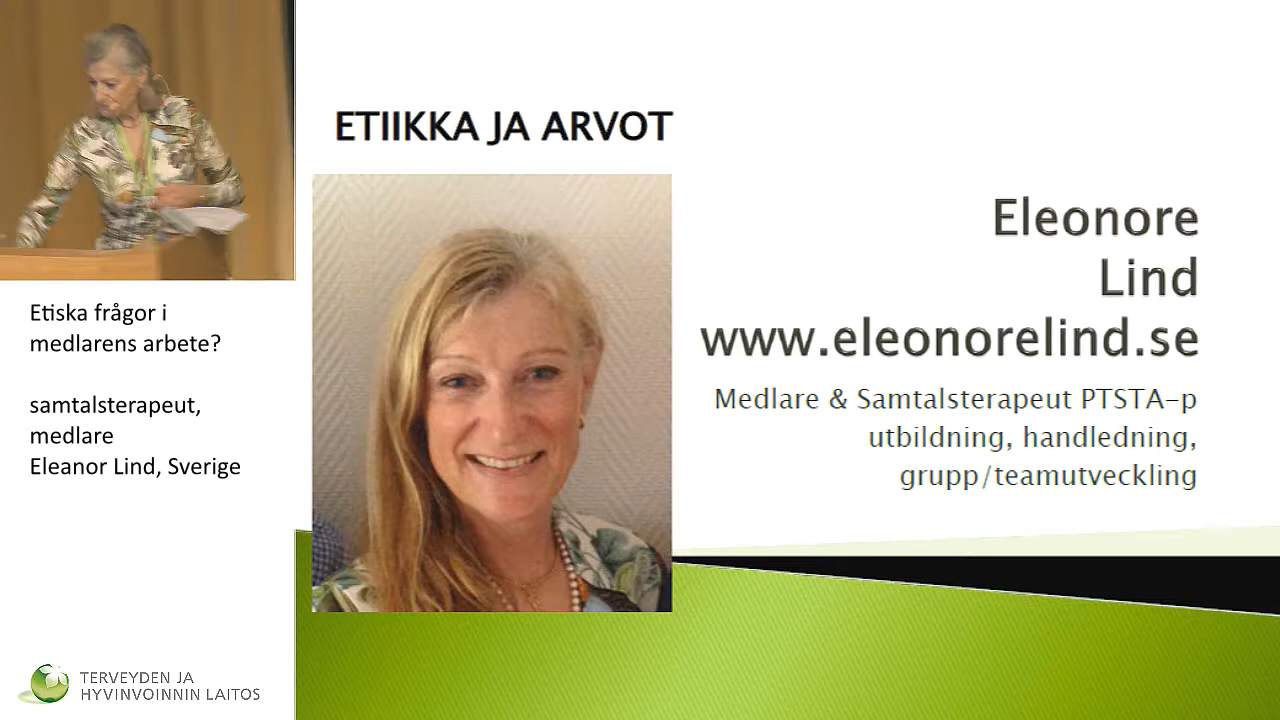 Etiska frågor i
medlarens arbete?
samtalsterapeut,
medlare
Eleanor Lind, Sverige
TERVEYDEN JA
HYVINVOINNIN LAITOS
ETIIKKA JA ARVOT
Eleonore
Lind
www.eleonorelind.se
Medlare & Samtalsterapeut PTSTA-p
utbildning, handledning,
grupp/teamutveckling